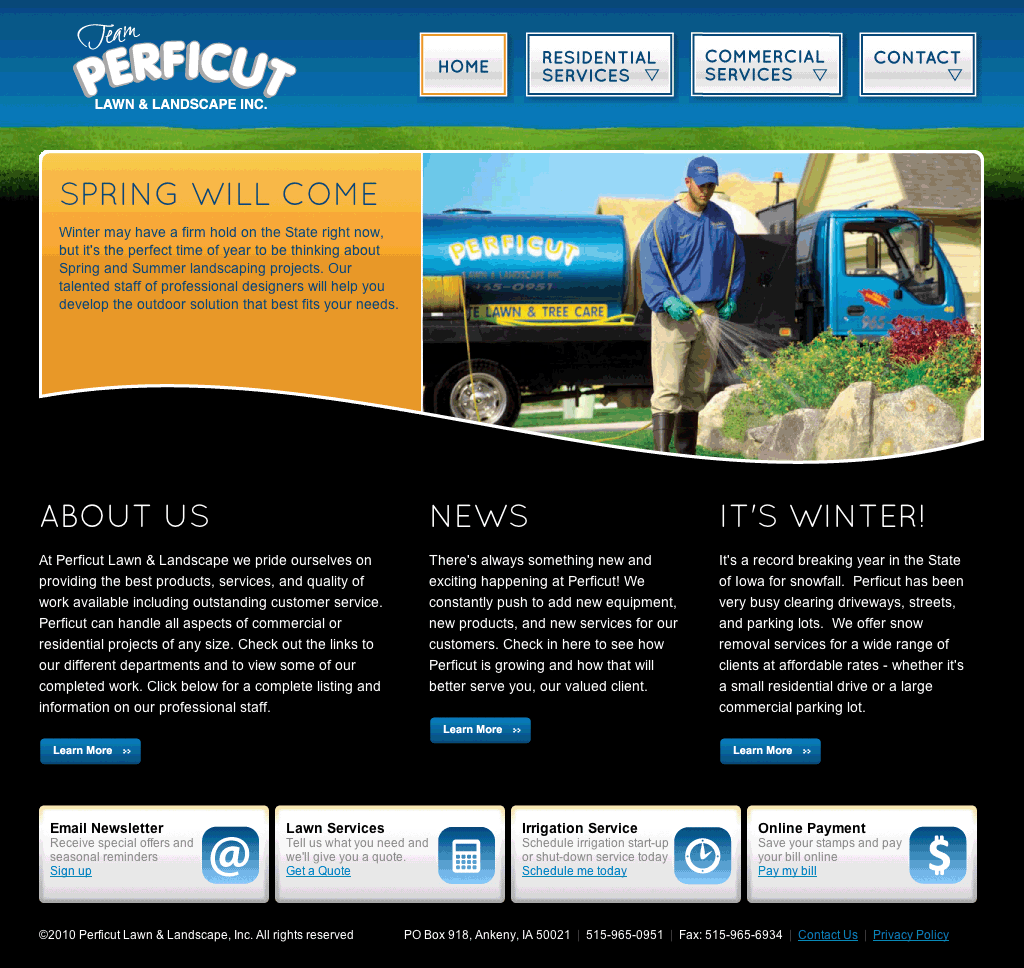 Team
PERFICUT
LAWN & LANDSCAPE INC.
HOME
RESIDENTIAL
SERVICES
COMMERCIAL
SERVICES
CONTACT
SPRING WILL COME
Winter may have a firm hold on the State right now,
but it's the perfect time of year to be thinking about
Spring and Summer landscaping projects. Our
talented staff of professional designers will help you
develop the outdoor solution that best fits your needs.
PERFICUT
LAWN & LANDSCAPE INC.
465-0951
LAWN & TREE CARE
ABOUT US
At Perficut Lawn & Landscape we pride ourselves on
providing the best products, services, and quality of
work available including outstanding customer service.
Perficut can handle all aspects of commercial or
residential projects of any size. Check out the links to
our different departments and to view some of our
completed work. Click below for a complete listing and
information on our professional staff.
Learn More >>
NEWS
There's always something new and
exciting happening at Perficut! We
constantly push to add new equipment,
new products, and new services for our
customers. Check in here to see how
Perficut is growing and how that will
better serve you, our valued client.
Learn More >>
IT'S WINTER!
It's a record breaking year in the State
of Iowa for snowfall.  Perficut has been
very busy clearing driveways, streets,
and parking lots.  We offer snow
removal services for a wide range of
clients at affordable rates - whether it's
a small residential drive or a large
commercial parking lot.
Learn More >>
Email Newsletter
Receive special offers and
seasonal reminders
Sign up
@
Lawn Services
Tell us what you need and
we'll give you a quote.
Get a Quote
Irrigation Service
Schedule irrigation start-up
or shut-down service today
Schedule me today
Online Payment
Save your stamps and pay
your bill online
Pay my bill
$
©2010 Perficut Lawn & Landscape, Inc. All rights reserved
PO Box 918, Ankeny, IA 50021 | 515-965-0951 | Fax: 515-965-6934 | Contact Us | Privacy Policy